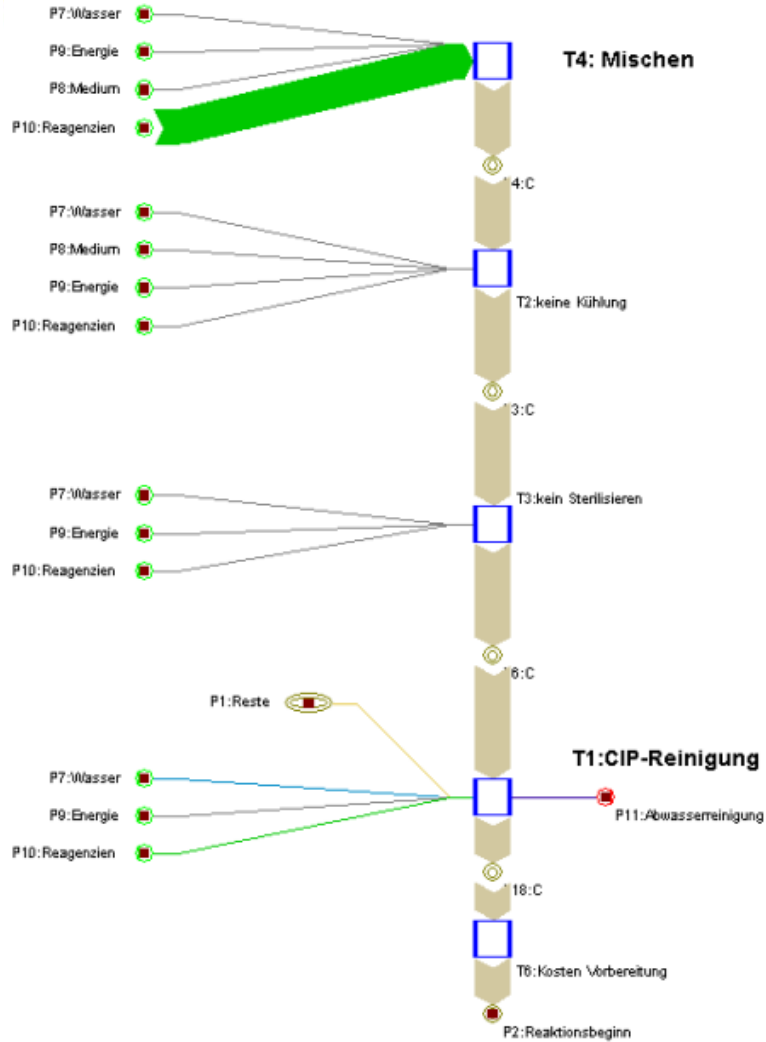 P7:Wasser
P9:Energie
T4: Mischen
P8:Medium
P10:Reagenzien
4:C
P7:Wasser
P8:Medium
P9:Energie
T2:keine Kühlung
P10:Reagenzien
3:C
P7:Wasser
T3:kein Sterilisieren
P9:Energie
P10:Reagenzien
6:C
P1:Reste
T1:CIP-Reinigung
P7:Wasser
P9:Energie
P11:Abwasserreinigung
P10:Reagenzien
18:C
T6:Kosten Vorbereitung
P2:Reaktionsbeginn